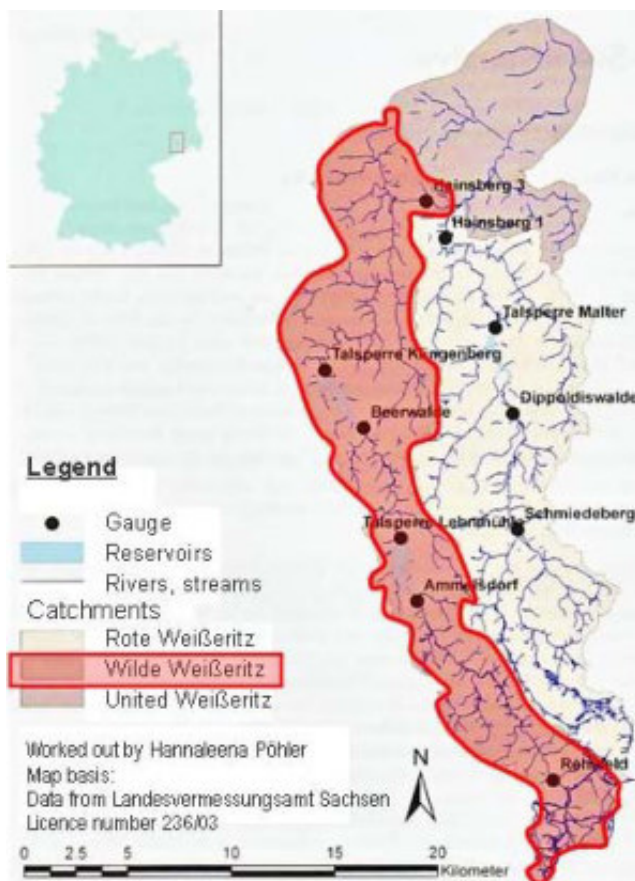 Hainsberg 3
Hainsberg 1
Talsperre Malter
Talsperre Klingenberg
Dippoldiswalde
Beerwalde
Legend
Gauge
Reservoirs
Rivers, streams
Catchments
Rote Weißeritz
Wilde Weißeritz
United Weißeritz
Schmiedeberg
Talsperre Lehnmühle
Ammelsdorf
Rehefeld
Worked out by Hannaleena Pöhler
Map basis:
Data from Landesvermessungsamt Sachsen
Licence number 236/03
N
0 2.5 5 10 15 20
Kilometer